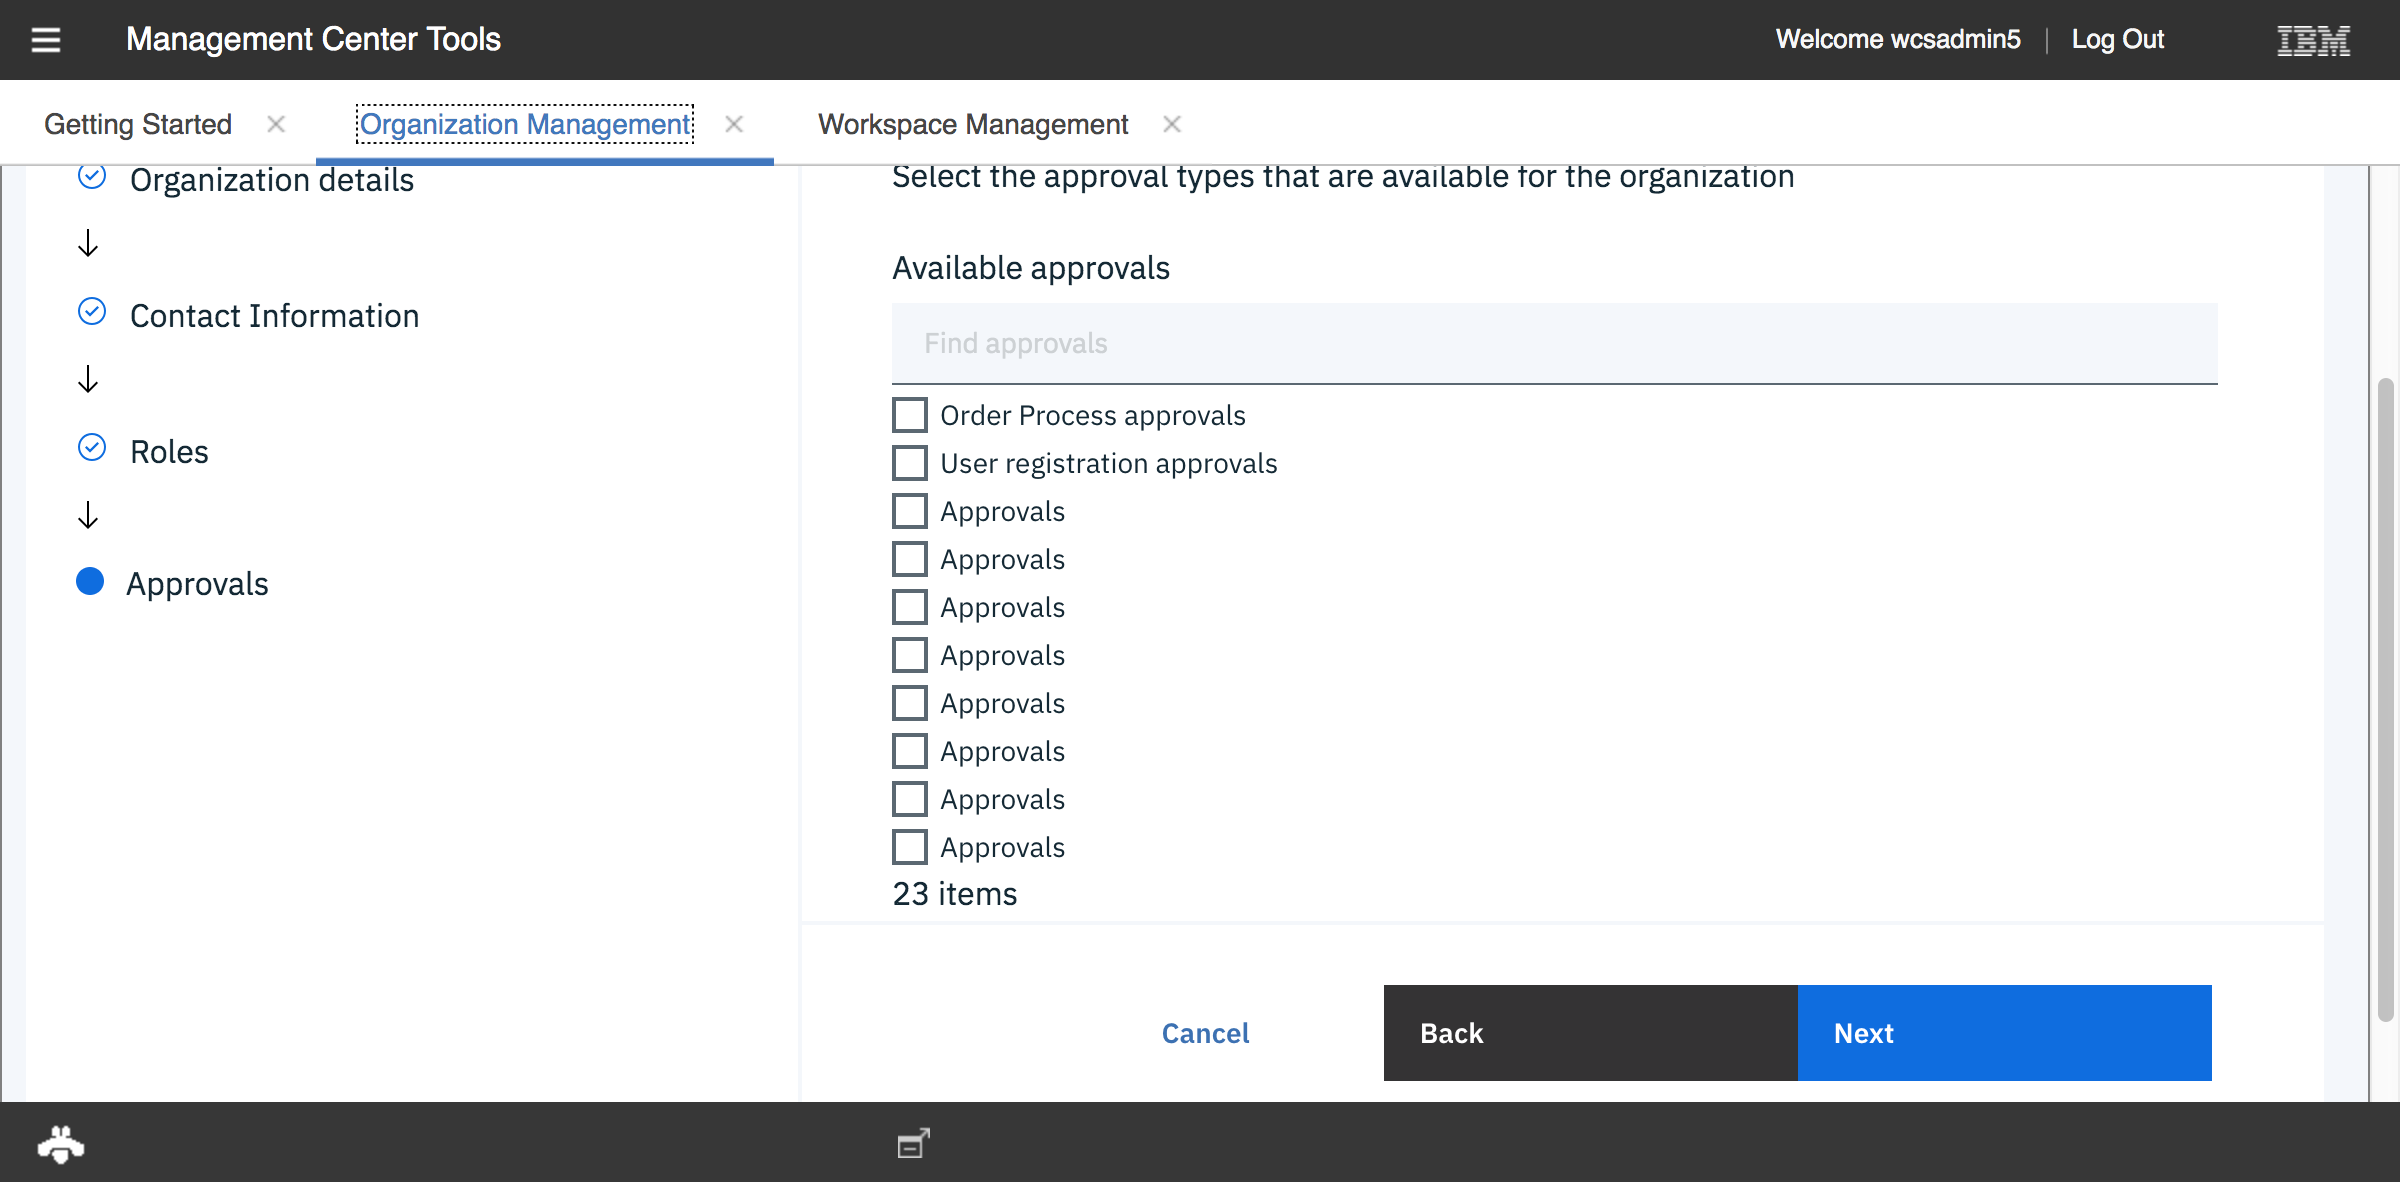 Management Center Tools
Welcome wcsadmin5 | Log Out
IBM
Getting Started
Organization Management
Workspace Management
Organization details
Contact Information
Roles
Approvals
Select the approval types that are available for the organization
Available approvals
Find approvals
Order Process approvals
User registration approvals
Approvals
Approvals
Approvals
Approvals
Approvals
Approvals
Approvals
Approvals
23 items
Cancel
Back
Next